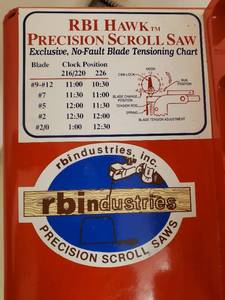 RBI HAWK TM
PRECISION SCROLL SAW
Exclusive, No-Fault Blade Tensioning Chart
Blade Clock Position
216/220 226
#9-#12 11:00 10:30
#7 11:30 11:00
#5 12:00 11:30
#2 12:30 12:00
#2/0 1:00 12:30
CAM LOCK
MODE
RUN POSITION
BLADE CHANGE POSITION
TENSION ROD
SPRING
BLADE TENSION ADJUSTMENT
rbindustries, inc.
rbindustries
PRECISION SCROLL SAWS